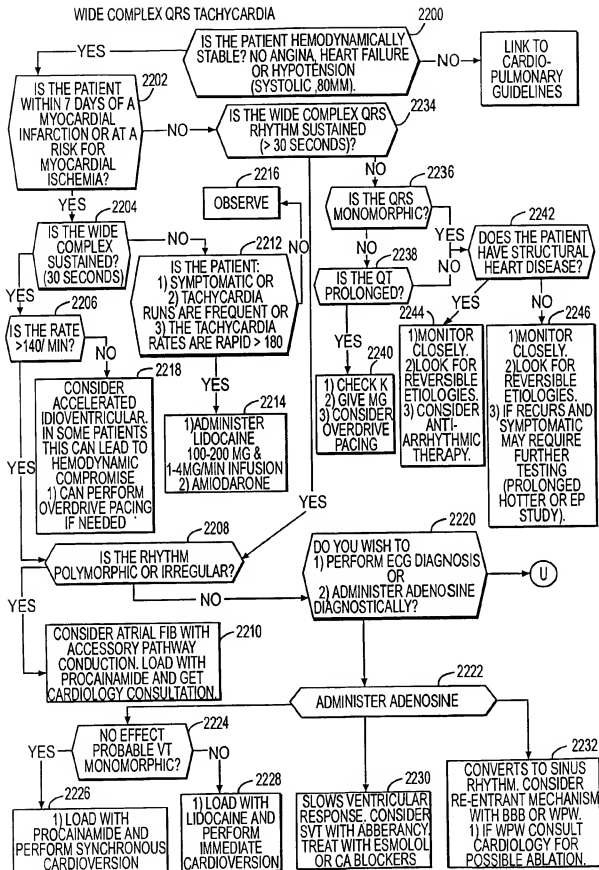 WIDE COMPLEX QRS TACHYCARDIA
2200
IS THE PATIENT HEMODYNAMICALLY
STABLE? NO ANGINA, HEART FAILURE
OR HYPOTENSION
(SYSTOLIC ,80MM).
YES
NO
LINK TO
CARDIO-
PULMONARY
GUIDELINES
2202
IS THE PATIENT
WITHIN 7 DAYS OF A
MYOCARDIAL
INFARCTION OR AT A
RISK FOR
MYOCARDIAL
ISCHEMIA?
NO
YES
2234
IS THE WIDE COMPLEX QRS
RHYTHM SUSTAINED
(> 30 SECONDS)?
NO
YES
2216
OBSERVE
2236
IS THE QRS
MONOMORPHIC?
YES
NO
2204
IS THE WIDE
COMPLEX
SUSTAINED?
(30 SECONDS)
NO
YES
2212
IS THE PATIENT:
1) SYMPTOMATIC OR
2) TACHYCARDIA
RUNS ARE FREQUENT OR
3) THE TACHYCARDIA
RATES ARE RAPID > 180
NO
YES
2238
IS THE QT
PROLONGED?
NO
YES
2242
DOES THE PATIENT
HAVE STRUCTURAL
HEART DISEASE?
YES
NO
2206
IS THE RATE
>140/ MIN?
NO
YES
2218
CONSIDER
ACCELERATED
IDIOVENTRICULAR.
IN SOME PATIENTS
THIS CAN LEAD TO
HEMODYNAMIC
COMPROMISE
1) CAN PERFORM
OVERDRIVE PACING
IF NEEDED
2214
1)ADMINISTER
LIDOCAINE
100-200 MG &
1-4MG/MIN INFUSION
2) AMIODARONE
2240
1) CHECK K
2) GIVE MG
3) CONSIDER
OVERDRIVE
PACING
2244
1)MONITOR
CLOSELY.
2)LOOK FOR
REVERSIBLE
ETIOLOGIES.
3) CONSIDER
ANTI-
ARRHYTHMIC
THERAPY.
2246
1)MONITOR
CLOSELY.
2)LOOK FOR
REVERSIBLE
ETIOLOGIES.
3) IF RECURS AND
SYMPTOMATIC
MAY REQUIRE
FURTHER
TESTING
(PROLONGED
HOTTER OR EP
STUDY).
2208
IS THE RHYTHM
POLYMORPHIC OR IRREGULAR?
YES
NO
2210
CONSIDER ATRIAL FIB WITH
ACCESSORY PATHWAY
CONDUCTION. LOAD WITH
PROCAINAMIDE AND GET
CARDIOLOGY CONSULTATION.
2220
DO YOU WISH TO
1) PERFORM ECG DIAGNOSIS
OR
2) ADMINISTER ADENOSINE
DIAGNOSTICALLY?
U
2222
ADMINISTER ADENOSINE
2224
NO EFFECT
PROBABLE VT
MONOMORPHIC?
YES
NO
2226
1) LOAD WITH
PROCAINAMIDE AND
PERFORM SYNCHRONOUS
CARDIOVERSION
2228
1) LOAD WITH
LIDOCAINE AND
PERFORM
IMMEDIATE
CARDIOVERSION
2230
SLOWS VENTRICULAR
RESPONSE. CONSIDER
SVT WITH ABBERANCY.
TREAT WITH ESMOLOL
OR CA BLOCKERS
2232
CONVERTS TO SINUS
RHYTHM. CONSIDER
RE-ENTRANT MECHANISM
WITH BBB OR WPW.
1) IF WPW CONSULT
CARDIOLOGY FOR
POSSIBLE ABLATION.